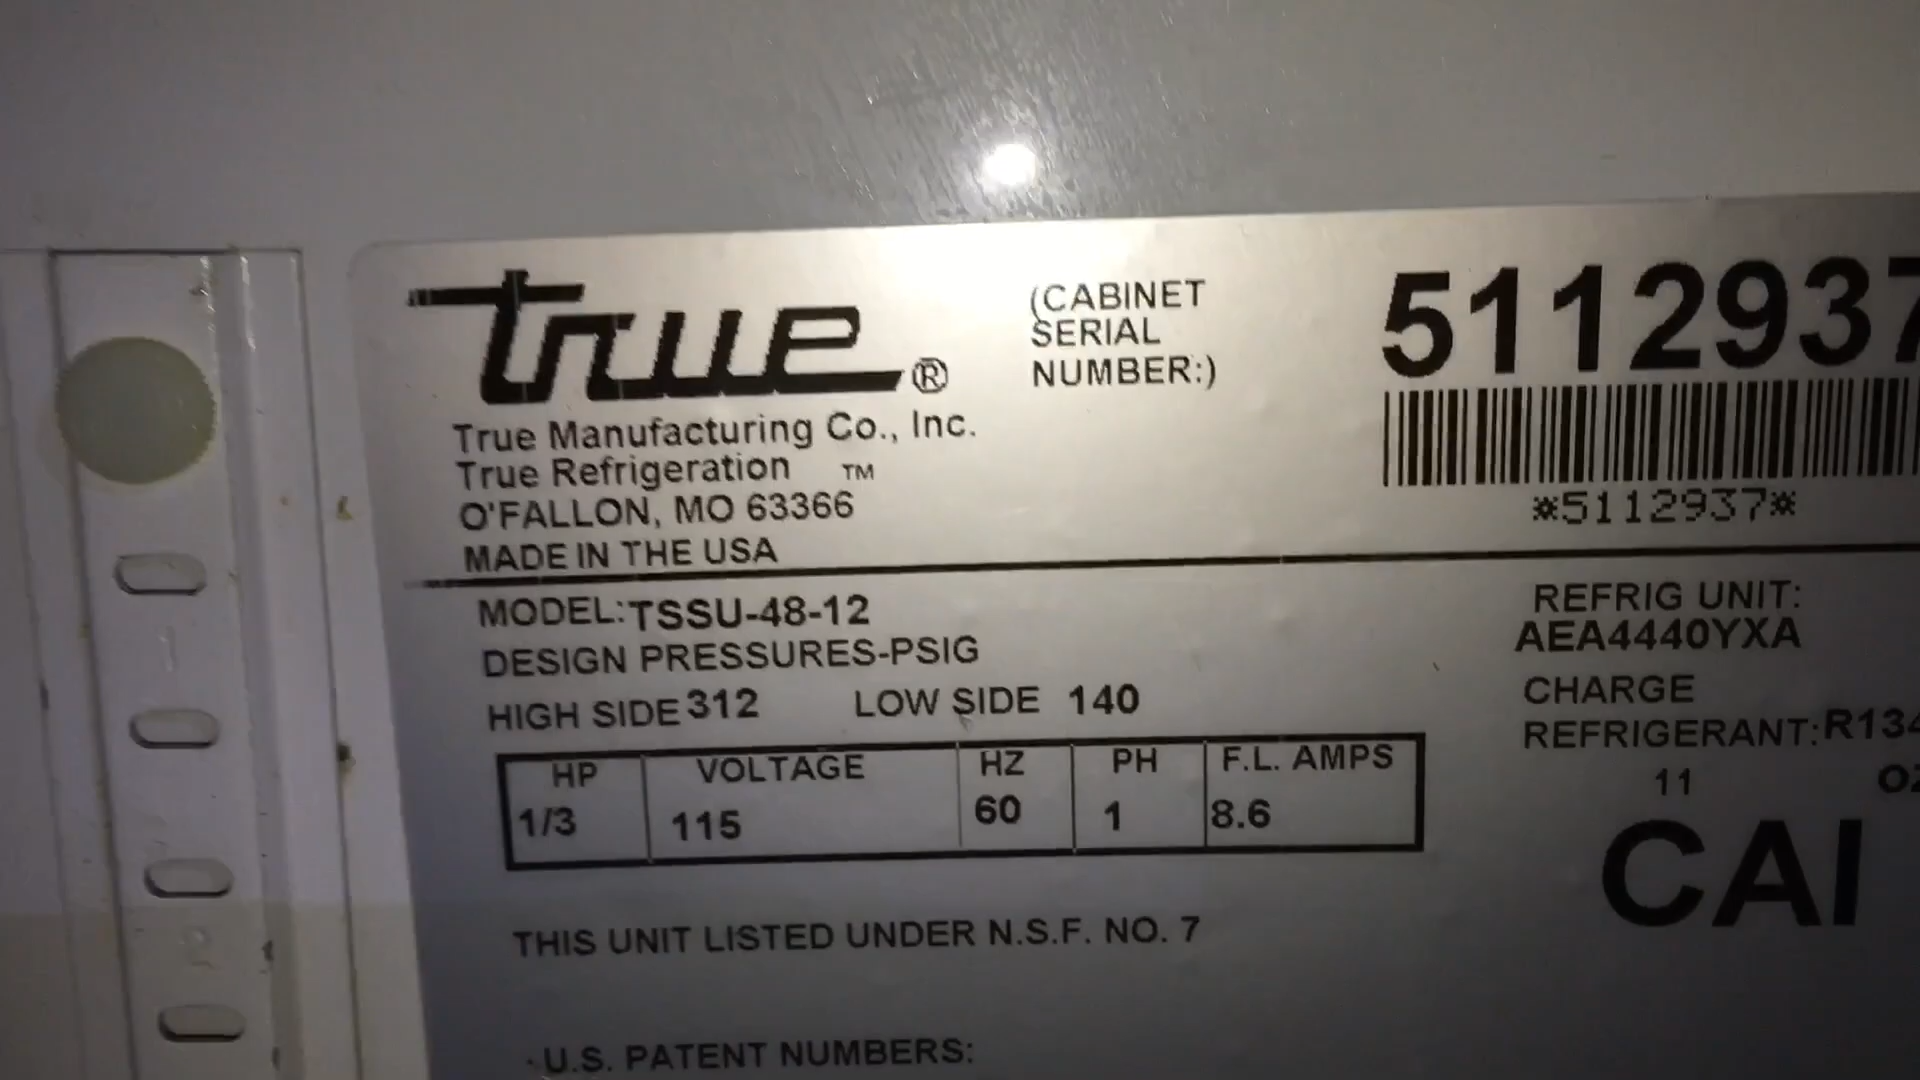 true®
True Manufacturing Co., Inc.
True Refrigeration ™
O'FALLON, MO 63366
MADE IN THE USA
(CABINET
SERIAL
NUMBER:)
5112937
*5112937*
MODEL:TSSU-48-12
DESIGN PRESSURES-PSIG
HIGH SIDE 312 LOW SIDE 140
REFRIG UNIT:
AEA4440YXA
CHARGE
REFRIGERANT:R134
11 OZ
HP VOLTAGE HZ PH F.L. AMPS
1/3 115 60 1 8.6
CAI
THIS UNIT LISTED UNDER N.S.F. NO. 7
U.S. PATENT NUMBERS: